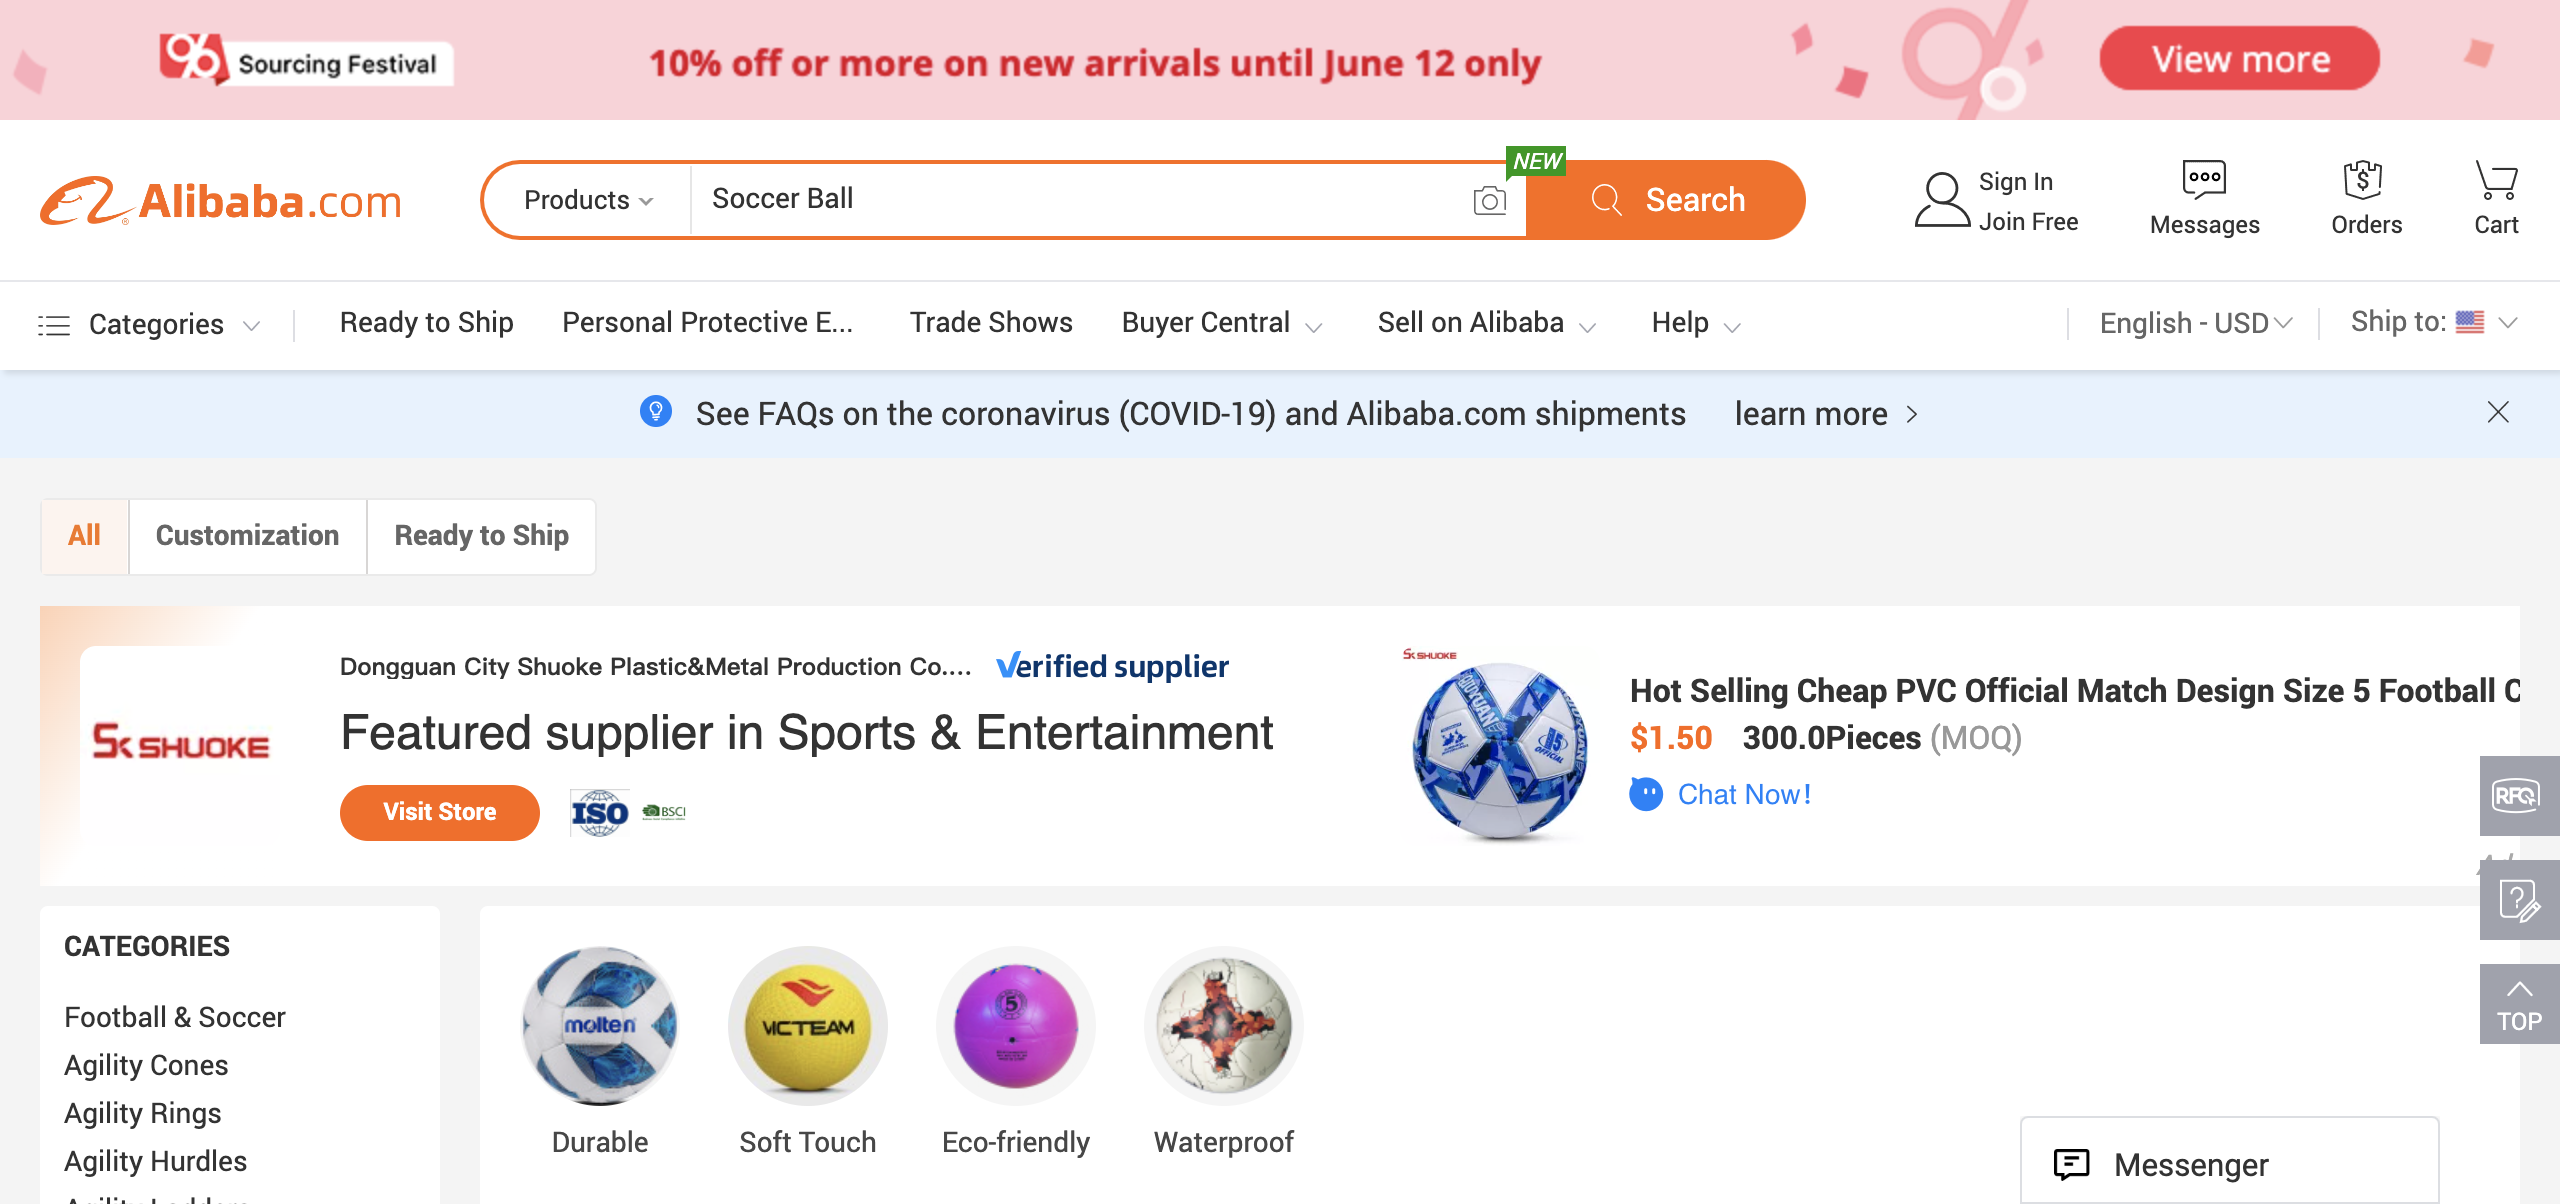 96 Sourcing Festival
10% off or more on new arrivals until June 12 only
View more
Alibaba.com
Products
Soccer Ball
NEW
Search
Sign In
Join Free
Messages
Orders
Cart
Categories
Ready to Ship
Personal Protective E...
Trade Shows
Buyer Central
Sell on Alibaba
Help
English - USD
Ship to:
See FAQs on the coronavirus (COVID-19) and Alibaba.com shipments
learn more
All
Customization
Ready to Ship
SK SHUOKE
Dongguan City Shuoke Plastic&Metal Production Co....
Verified supplier
Featured supplier in Sports & Entertainment
Visit Store
ISO
BSCI
SK SHUOKE
Hot Selling Cheap PVC Official Match Design Size 5 Football
$1.50 300.0Pieces (MOQ)
Chat Now!
RFQ
TOP
CATEGORIES
Football & Soccer
Agility Cones
Agility Rings
Agility Hurdles
molten
VICTEAM
5
Durable
Soft Touch
Eco-friendly
Waterproof
Messenger